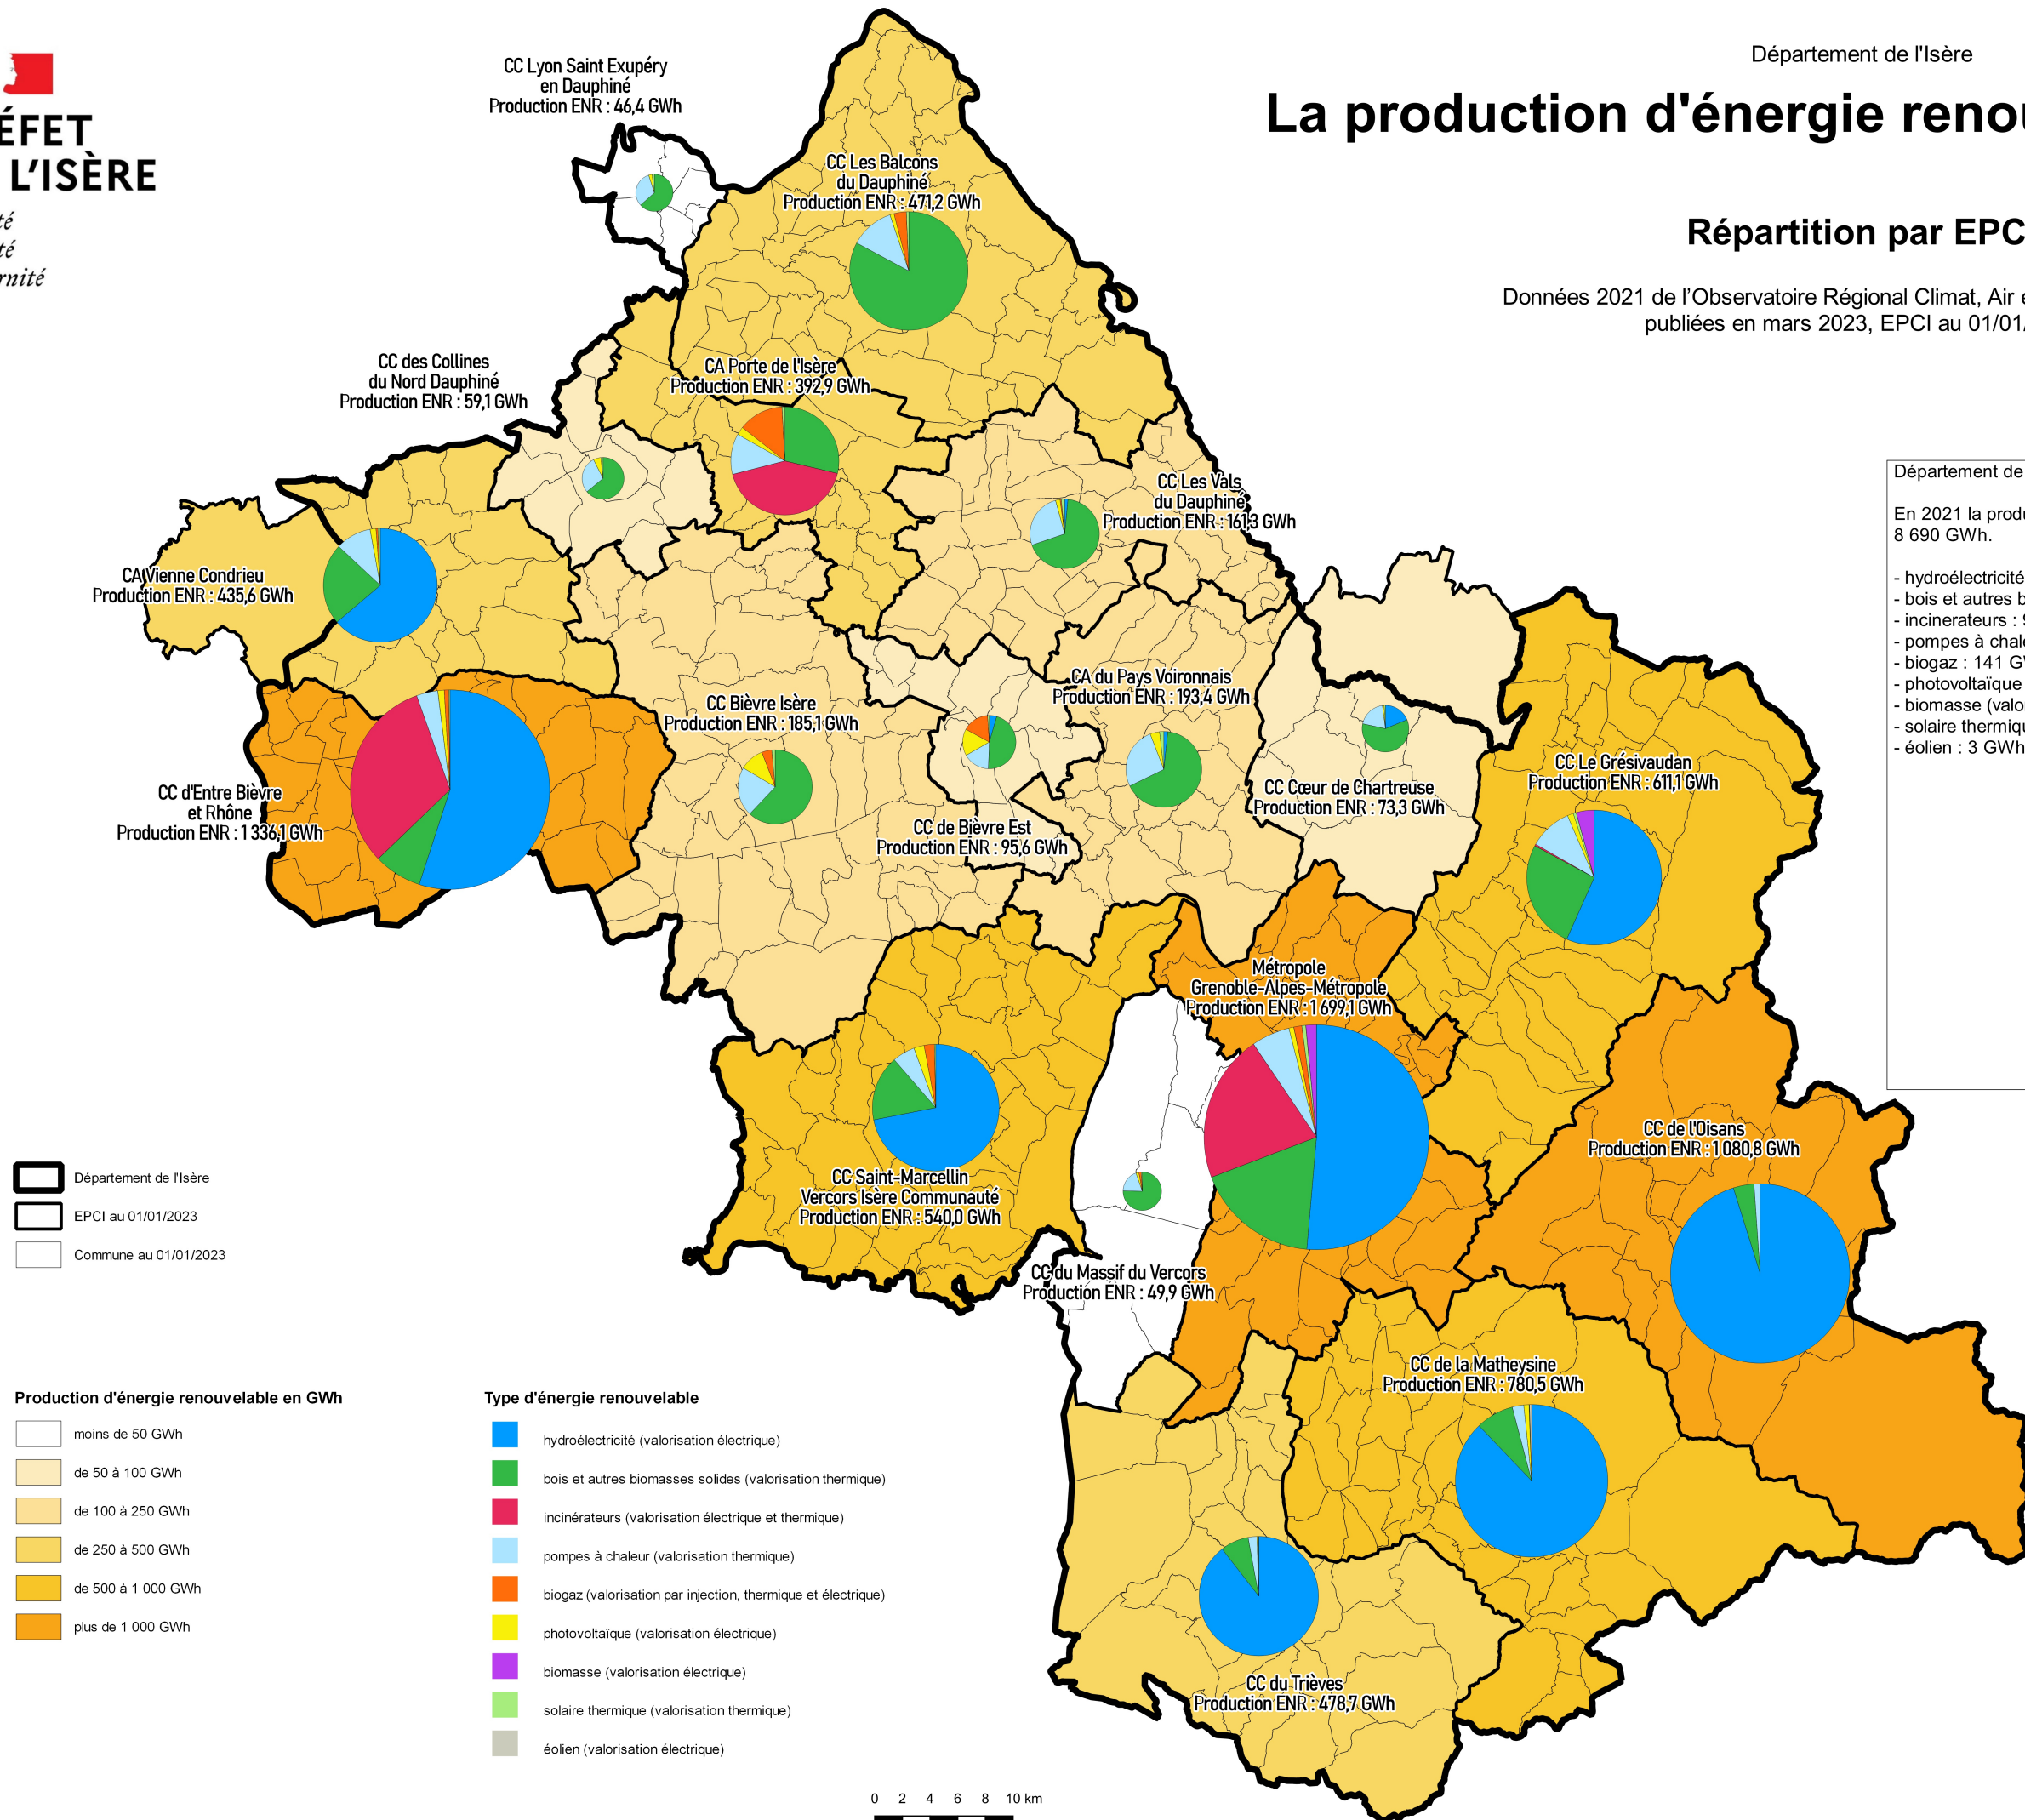 ÉFET
L'ISÈRE
té
té
rnité
Département de l'Isère
La production d'énergie renou
Répartition par EPC
Données 2021 de l'Observatoire Régional Climat, Air e
publiées en mars 2023, EPCI au 01/01/
Département de
En 2021 la produ
8 690 GWh.
- hydroélectricité
- bois et autres b
- incinerateurs : 9
- pompes à chale
- biogaz : 141 GW
- photovoltaïque
- biomasse (valor
- solaire thermiqu
- éolien : 3 GWh
CC Lyon Saint Exupéry
en Dauphiné
Production ENR : 46,4 GWh
CC Les Balcons
du Dauphiné
Production ENR : 471,2 GWh
CC des Collines
du Nord Dauphiné
Production ENR : 59,1 GWh
CA Porte de l'Isère
Production ENR : 392,9 GWh
CC Les Vals
du Dauphiné
Production ENR : 161,3 GWh
CA Vienne Condrieu
Production ENR : 435,6 GWh
CC Bièvre Isère
Production ENR : 185,1 GWh
CA du Pays Voironnais
Production ENR : 193,4 GWh
CC d'Entre Bièvre
et Rhône
Production ENR : 1 336,1 GWh
CC de Bièvre Est
Production ENR : 95,6 GWh
CC Cœur de Chartreuse
Production ENR : 73,3 GWh
CC Le Grésivaudan
Production ENR : 611,1 GWh
Métropole
Grenoble-Alpes-Métropole
Production ENR : 1 699,1 GWh
CC de l'Oisans
Production ENR : 1 080,8 GWh
CC Saint-Marcellin
Vercors Isère Communauté
Production ENR : 540,0 GWh
CC du Massif du Vercors
Production ENR : 49,9 GWh
CC de la Matheysine
Production ENR : 780,5 GWh
CC du Trièves
Production ENR : 478,7 GWh
Département de l'Isère
EPCI au 01/01/2023
Commune au 01/01/2023
Production d'énergie renouvelable en GWh
moins de 50 GWh
de 50 à 100 GWh
de 100 à 250 GWh
de 250 à 500 GWh
de 500 à 1 000 GWh
plus de 1 000 GWh
Type d'énergie renouvelable
hydroélectricité (valorisation électrique)
bois et autres biomasses solides (valorisation thermique)
incinérateurs (valorisation électrique et thermique)
pompes à chaleur (valorisation thermique)
biogaz (valorisation par injection, thermique et électrique)
photovoltaïque (valorisation électrique)
biomasse (valorisation électrique)
solaire thermique (valorisation thermique)
éolien (valorisation électrique)
0 2 4 6 8 10 km